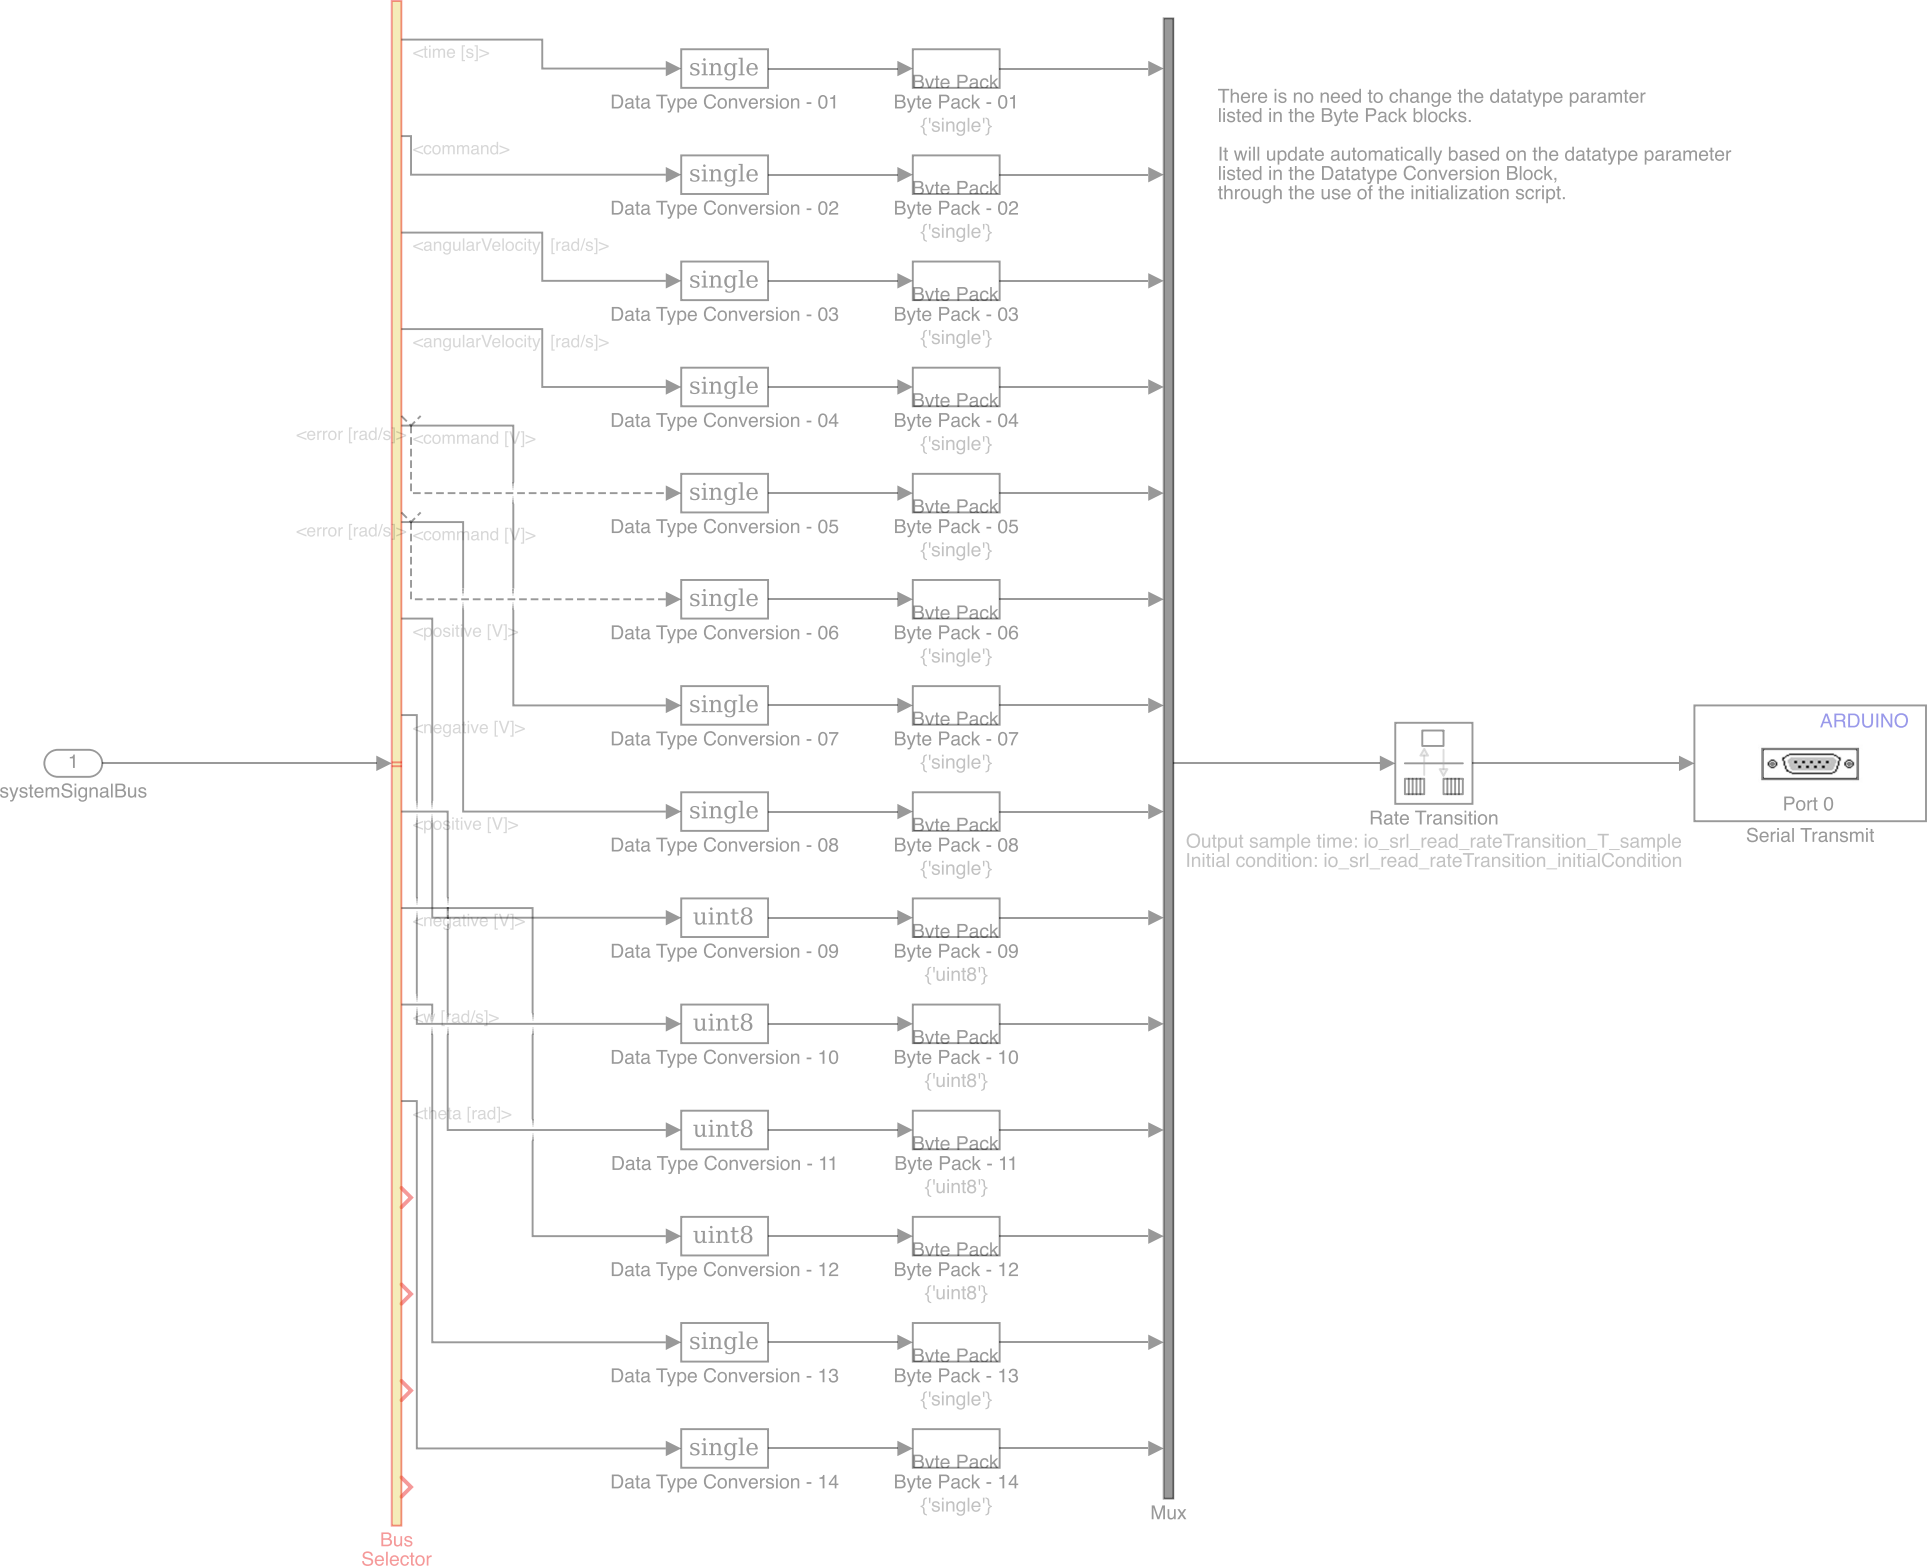 <time [s]>
single
Byte Pack
Data Type Conversion - 01
Byte Pack - 01
{'single'}
There is no need to change the datatype paramter
listed in the Byte Pack blocks.
It will update automatically based on the datatype parameter
listed in the Datatype Conversion Block,
through the use of the initialization script.
<command>
single
Byte Pack
Data Type Conversion - 02
Byte Pack - 02
{'single'}
<angularVelocity [rad/s]>
single
Byte Pack
Data Type Conversion - 03
Byte Pack - 03
{'single'}
<angularVelocity [rad/s]>
single
Byte Pack
Data Type Conversion - 04
Byte Pack - 04
{'single'}
<error [rad/s]>
<command [V]>
single
Byte Pack
Data Type Conversion - 05
Byte Pack - 05
{'single'}
<error [rad/s]>
<command [V]>
single
Byte Pack
Data Type Conversion - 06
Byte Pack - 06
{'single'}
<positive [V]>
single
Byte Pack
Data Type Conversion - 07
Byte Pack - 07
{'single'}
<negative [V]>
1
systemSignalBus
single
Byte Pack
Data Type Conversion - 08
Byte Pack - 08
{'single'}
<positive [V]>
Rate Transition
Output sample time: io_srl_read_rateTransition_T_sample
Initial condition: io_srl_read_rateTransition_initialCondition
ARDUINO
Port 0
Serial Transmit
<negative [V]>
uint8
Byte Pack
Data Type Conversion - 09
Byte Pack - 09
{'uint8'}
<w [rad/s]>
uint8
Byte Pack
Data Type Conversion - 10
Byte Pack - 10
{'uint8'}
<theta [rad]>
uint8
Byte Pack
Data Type Conversion - 11
Byte Pack - 11
{'uint8'}
uint8
Byte Pack
Data Type Conversion - 12
Byte Pack - 12
{'uint8'}
single
Byte Pack
Data Type Conversion - 13
Byte Pack - 13
{'single'}
single
Byte Pack
Data Type Conversion - 14
Byte Pack - 14
{'single'}
Mux
Bus
Selector